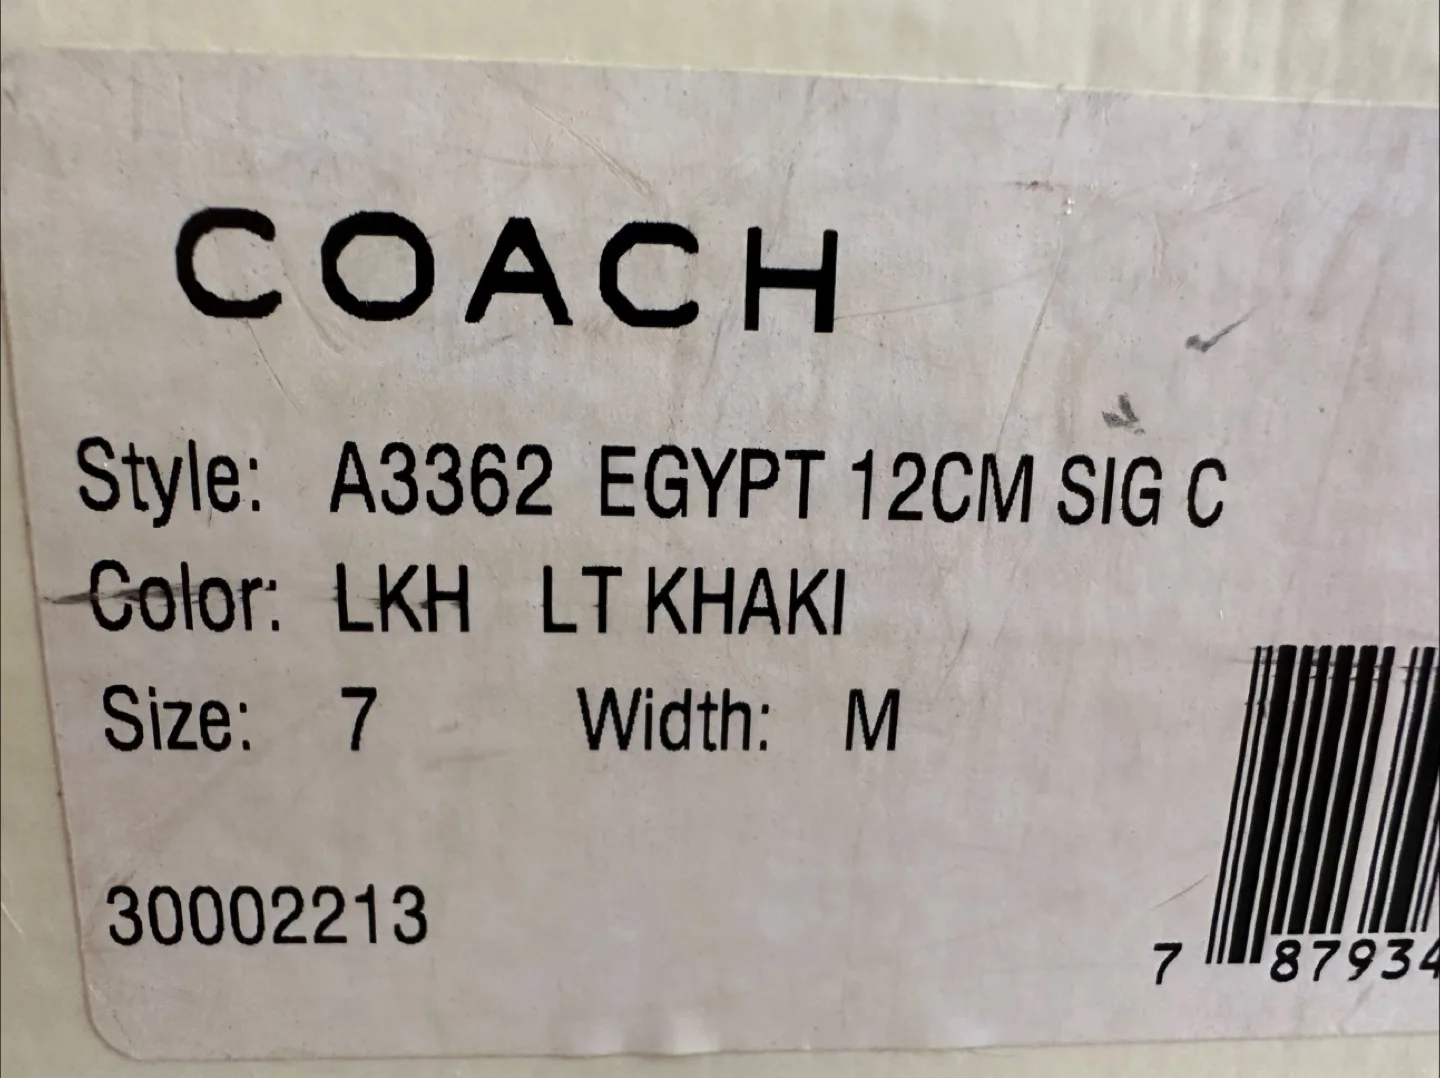 COACH
Style: A3362 EGYPT 12CM SIG C
Color: LKH LT KHAKI
Size: 7 Width: M
30002213
7 87934